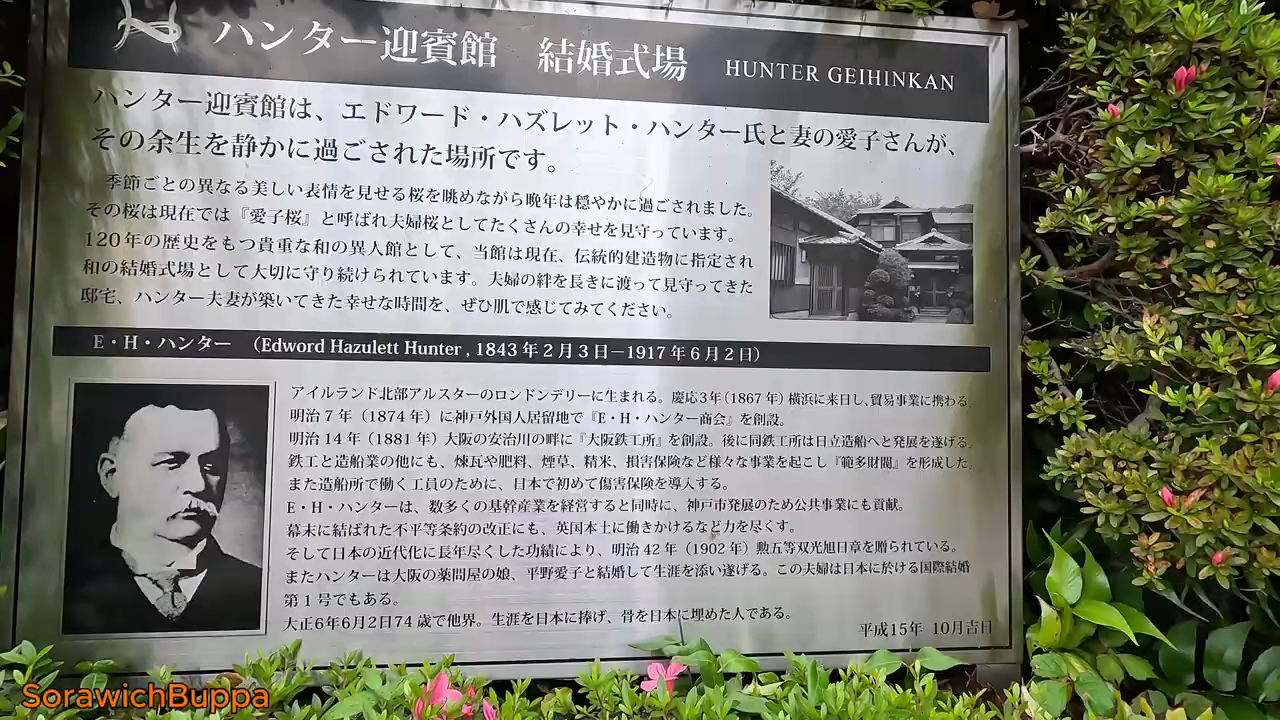 ハンター迎賓館 結婚式場 HUNTER GEIHINKAN
ハンター迎賓館は、エドワード・ハズレット・ハンター氏と妻の愛子さんが、
その余生を静かに過ごされた場所です。
季節ごとの異なる美しい表情を見せる桜を眺めながら晩年は穏やかに過ごされました。
その桜は現在では『愛子桜』と呼ばれ夫婦桜としてたくさんの幸せを見守っています。
120年の歴史をもつ貴重な和の異人館として、当館は現在、伝統的建造物に指定され
和の結婚式場として大切に守り続けられています。夫婦の絆を長きに渡って見守ってきた
邸宅、ハンター夫妻が築いてきた幸せな時間を、ぜひ肌で感じてみてください。
E・H・ハンター (Edword Hazulett Hunter , 1843年2月3日−1917年6月2日)
アイルランド北部アルスターのロンドンデリーに生まれる。慶応3年(1867年)横浜に来日し、貿易事業に携わる。
明治7年(1874年)に神戸外国人居留地で『E・H・ハンター商会』を創設。
明治14年(1881年)大阪の安治川の畔に『大阪鉄工所』を創設。後に同鉄工所は日立造船へと発展を遂げる。
鉄工と造船業の他にも、煉瓦や肥料、煙草、精米、損害保険など様々な事業を起こし『範多財閥』を形成した。
また造船所で働く工員のために、日本で初めて傷害保険を導入する。
E・H・ハンターは、数多くの基幹産業を経営すると同時に、神戸市発展のため公共事業にも貢献。
幕末に結ばれた不平等条約の改正にも、英国本土に働きかけるなど力を尽くす。
そして日本の近代化に長年尽くした功績により、明治42年(1902年)勲五等双光旭日章を贈られている。
またハンターは大阪の薬問屋の娘、平野愛子と結婚して生涯を添い遂げる。この夫婦は日本に於ける国際結婚
第1号でもある。
大正6年6月2日74歳で他界。生涯を日本に捧げ、骨を日本に埋めた人である。
平成15年 10月吉日
SorawichBuppa